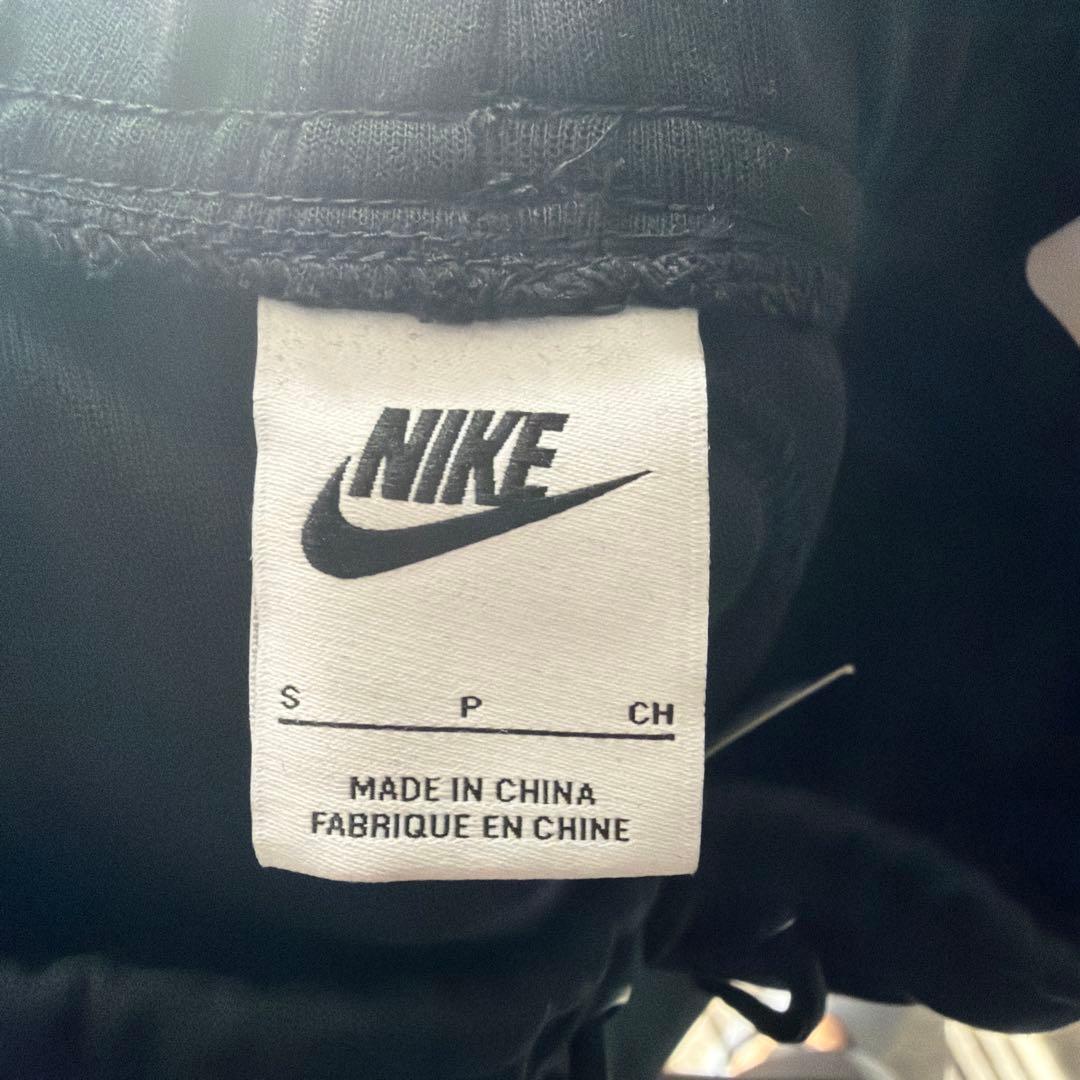 NIKE
S P CH
MADE IN CHINA
FABRIQUE EN CHINE